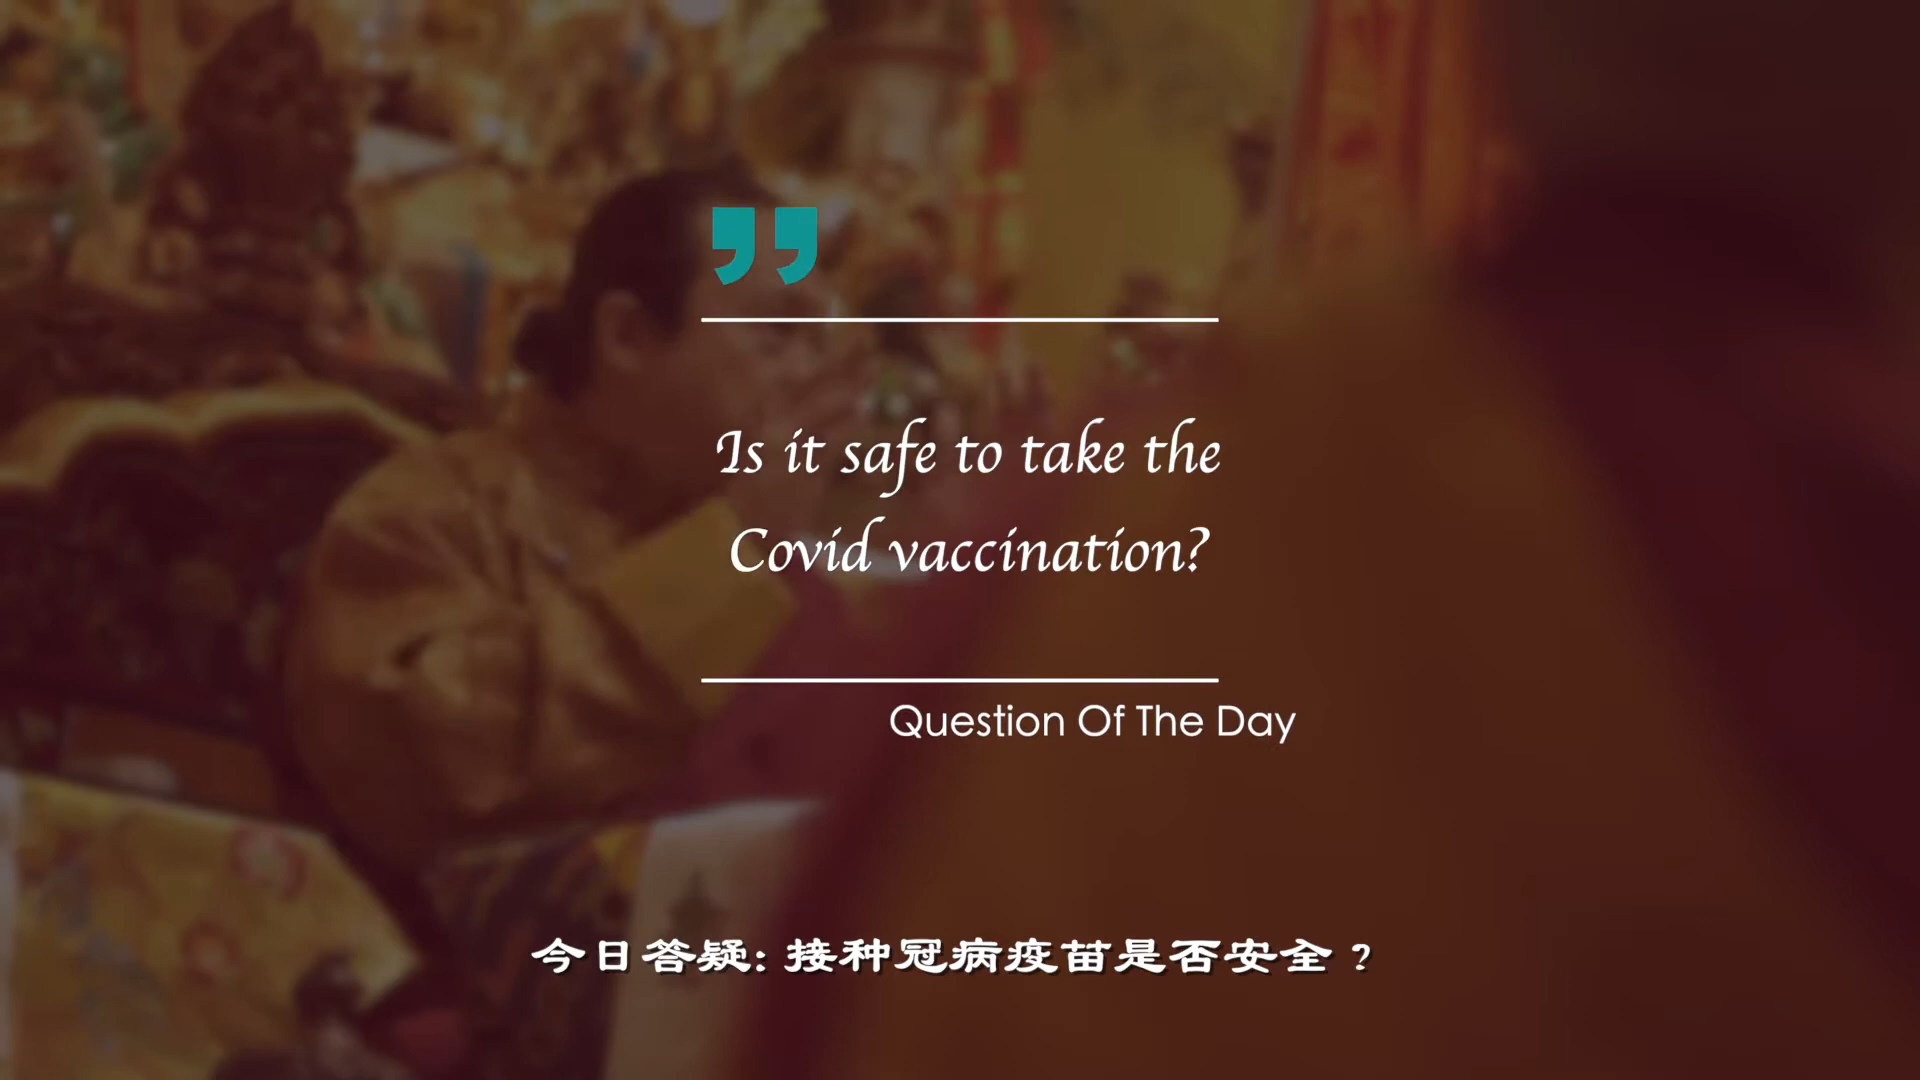 ”
Is it safe to take the
Covid vaccination?
Question Of The Day
今日答疑: 接种冠病疫苗是否安全 ?